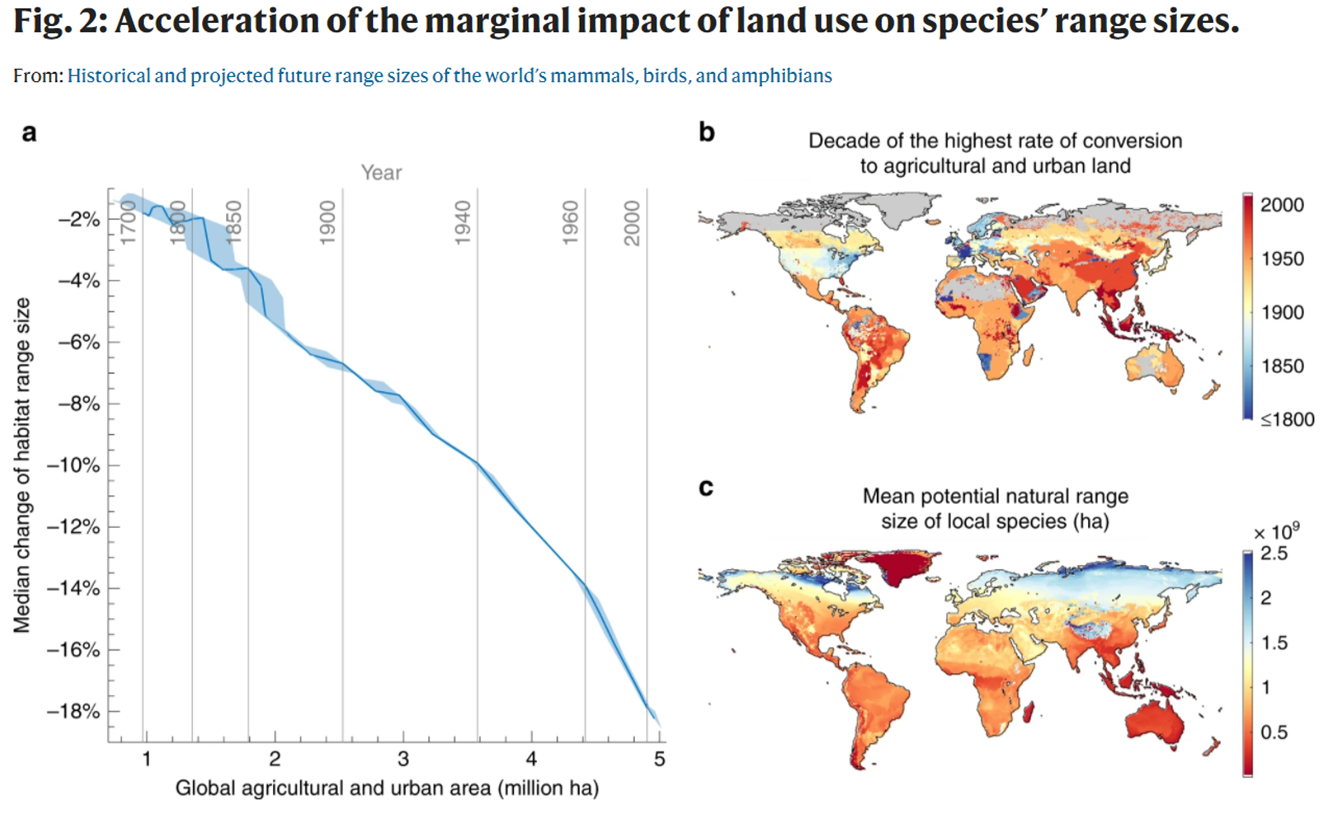 Fig. 2: Acceleration of the marginal impact of land use on species’ range sizes.
From: Historical and projected future range sizes of the world’s mammals, birds, and amphibians
a
Year
1700
1800
1850
1900
1940
1960
2000
Median change of habitat range size
−2%
−4%
−6%
−8%
−10%
−12%
−14%
−16%
−18%
1
2
3
4
5
Global agricultural and urban area (million ha)
b
Decade of the highest rate of conversion
to agricultural and urban land
2000
1950
1900
1850
≤1800
c
Mean potential natural range
size of local species (ha)
× 10⁹
2.5
2
1.5
1
0.5